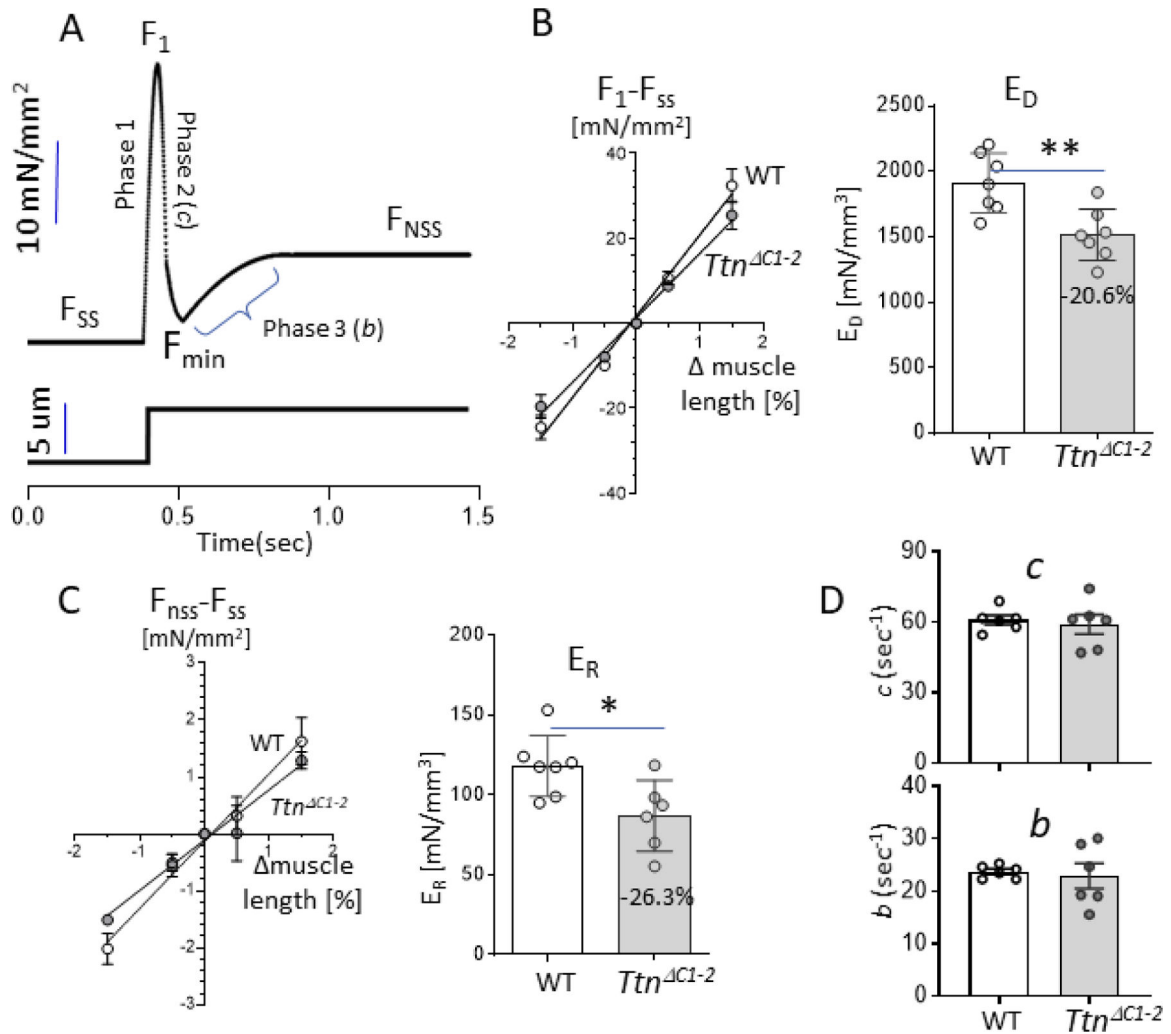 A
F1
10 mN/mm2
Phase 1
Phase 2 (c)
FNSS
FSS
Fmin
Phase 3 (b)
5 um
0.0
0.5
1.0
1.5
Time(sec)
B
F1-Fss
[mN/mm2]
40
20
-20
-40
-2
-1
1
2
WT
TtnΔC1-2
Δ muscle
length [%]
ED
ED [mN/mm3]
2500
2000
1500
1000
500
0
**
-20.6%
WT
TtnΔC1-2
C
Fnss-Fss
[mN/mm2]
3
2
1
-1
-2
-3
-2
-1
1
2
WT
TtnΔC1-2
Δmuscle
length [%]
ER
ER [mN/mm3]
200
150
100
50
0
*
-26.3%
WT
TtnΔC1-2
D
c
c (sec-1)
90
60
30
0
b
b (sec-1)
40
30
20
10
0
WT
TtnΔC1-2